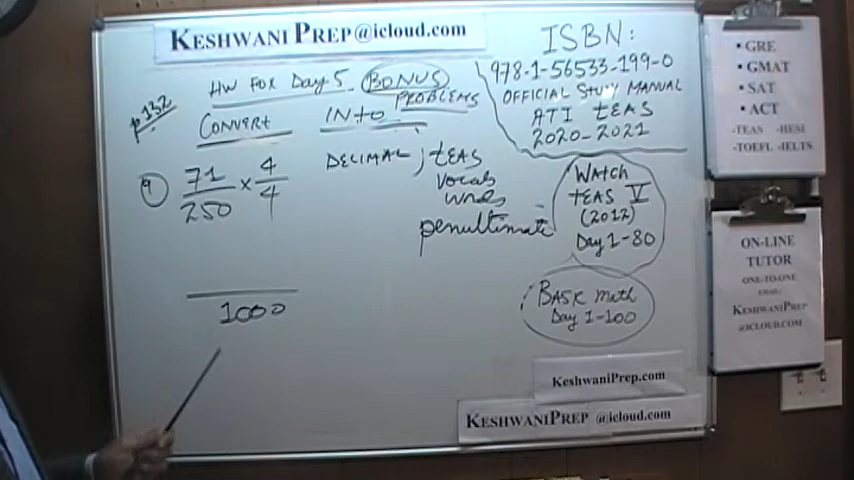 KESHWANI PREP@icloud.com
HW FOX Day 5 BONUS
PROBLEMS
p 132
CONVERT INTO
DECIMAL ; TEAS
vocab
words
penultimate
9 71/250 × 4/4
1000
ISBN:
978-1-56533-199-0
OFFICIAL STUDY MANUAL
ATI TEAS
2020-2021
WATCH
TEAS V
(2012)
Day 1-80
BASIC Math
Day 1-100
KeshwaniPrep.com
KESHWANIPREP @icloud.com
• GRE
• GMAT
• SAT
• ACT
-TEAS -HESI
-TOEFL -IELTS
ON-LINE
TUTOR
ONE-TO-ONE
EMAIL:
KESHWANIPREP
@ICLOUD.COM